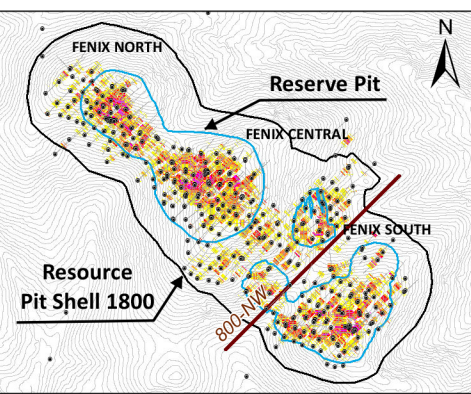 FENIX NORTH
N
Reserve Pit
FENIX CENTRAL
FENIX SOUTH
Resource
Pit Shell 1800
800-NW